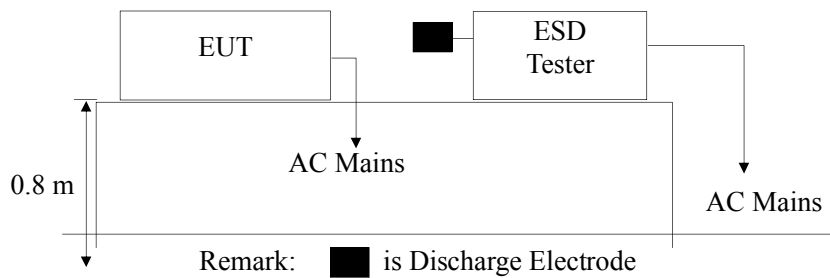 EUT
ESD
Tester
AC Mains
0.8 m
AC Mains
Remark: is Discharge Electrode